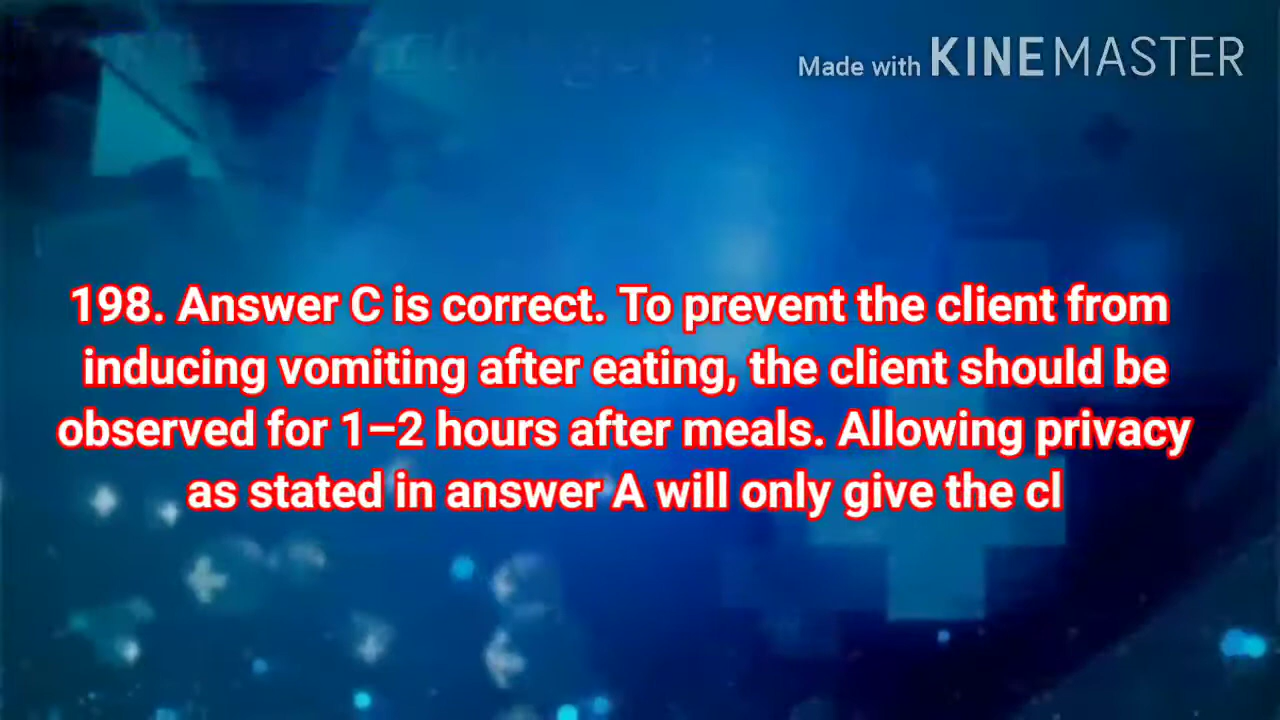 Made with KINEMASTER
198. Answer C is correct. To prevent the client from
inducing vomiting after eating, the client should be
observed for 1–2 hours after meals. Allowing privacy
as stated in answer A will only give the cl